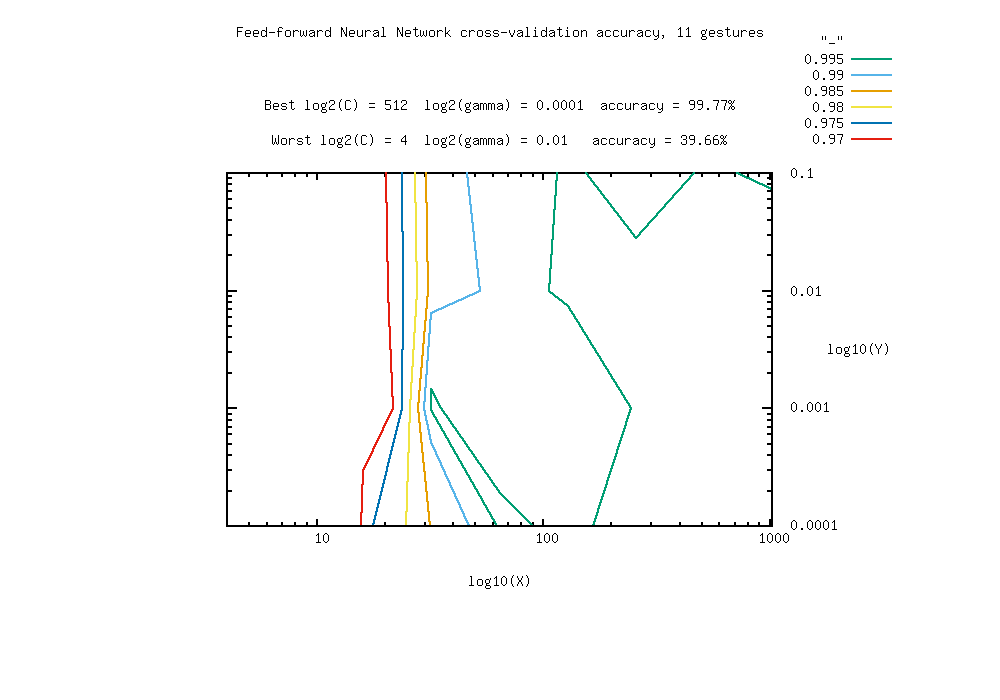 Feed-forward Neural Network cross-validation accuracy, 11 gestures
"_"
0.995
0.99
0.985
0.98
0.975
0.97
Best log2(C) = 512  log2(gamma) = 0.0001  accuracy = 99.77%
Worst log2(C) = 4  log2(gamma) = 0.01   accuracy = 39.66%
0.1
0.01
log10(Y)
0.001
0.0001
10
100
1000
log10(X)